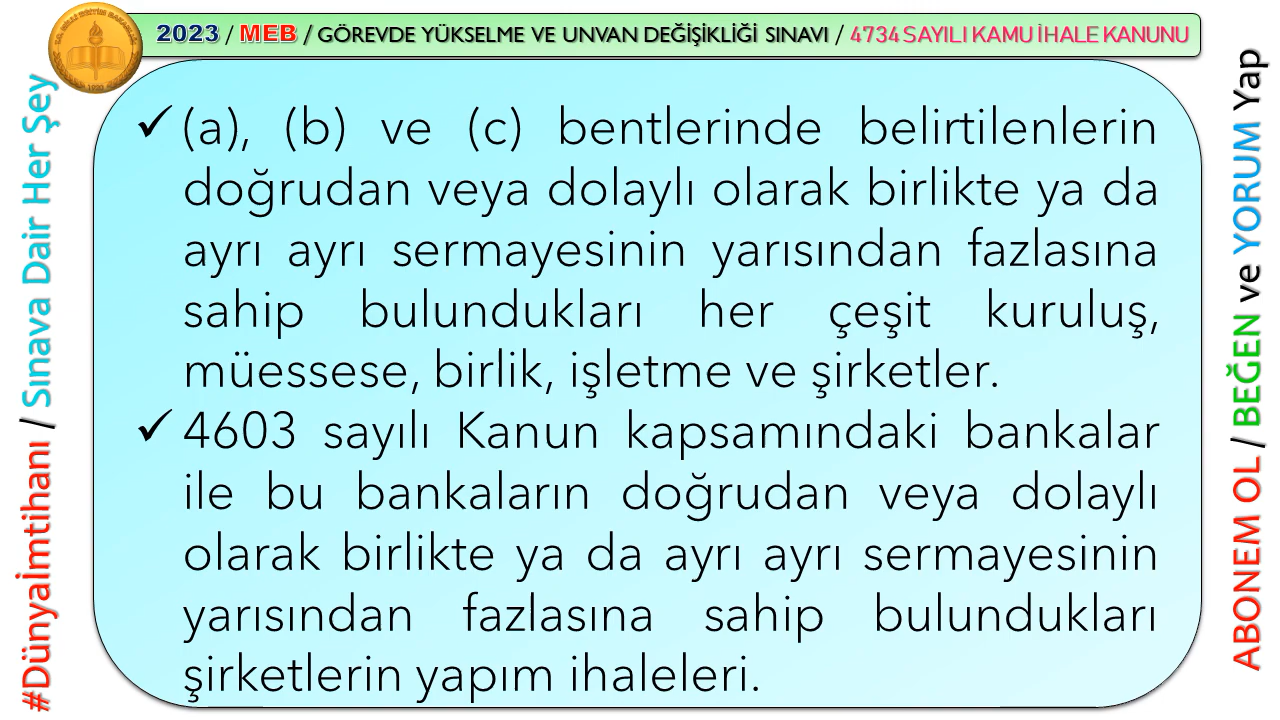 2023 / MEB / GÖREVDE YÜKSELME VE UNVAN DEĞİŞİKLİĞİ SINAVI / 4734 SAYILI KAMU İHALE KANUNU
#Dünyaİmtihanı / Sınava Dair Her Şey
✓ (a), (b) ve (c) bentlerinde belirtilenlerin
doğrudan veya dolaylı olarak birlikte ya da
ayrı ayrı sermayesinin yarısından fazlasına
sahip bulundukları her çeşit kuruluş,
müessese, birlik, işletme ve şirketler.
✓ 4603 sayılı Kanun kapsamındaki bankalar
ile bu bankaların doğrudan veya dolaylı
olarak birlikte ya da ayrı ayrı sermayesinin
yarısından fazlasına sahip bulundukları
şirketlerin yapım ihaleleri.
ABONEM OL / BEĞEN ve YORUM Yap